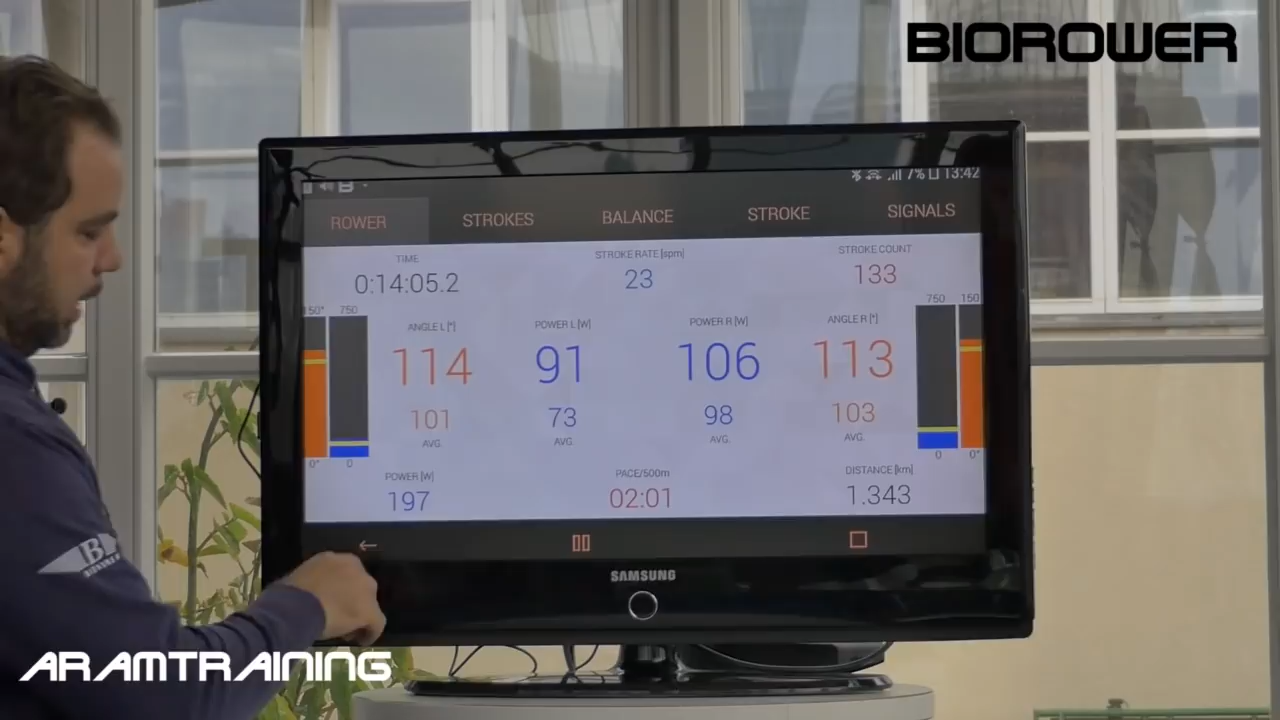 BIOROWER
7% 13:42
ROWER STROKES BALANCE STROKE SIGNALS
TIME STROKE RATE [spm] STROKE COUNT
0:14:05.2 23 133
150° 750 750 150
ANGLE L [°] POWER L [W] POWER R [W] ANGLE R [°]
114 91 106 113
101 73 98 103
AVG. AVG. AVG. AVG.
0° 0 0 0°
POWER [W] PACE/500m DISTANCE [km]
197 02:01 1.343
SAMSUNG
B
ARAMTRAINING